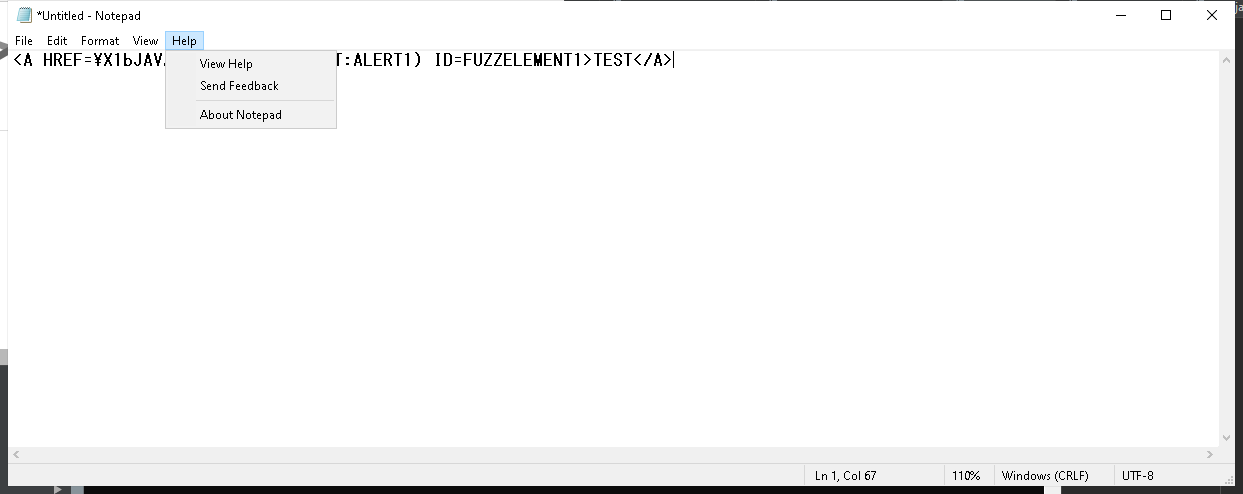 *Untitled - Notepad
File Edit Format View Help
<A HREF=¥X1bJAV T:ALERT1) ID=FUZZELEMENT1>TEST</A>
View Help
Send Feedback
About Notepad
Ln 1, Col 67 110% Windows (CRLF) UTF-8